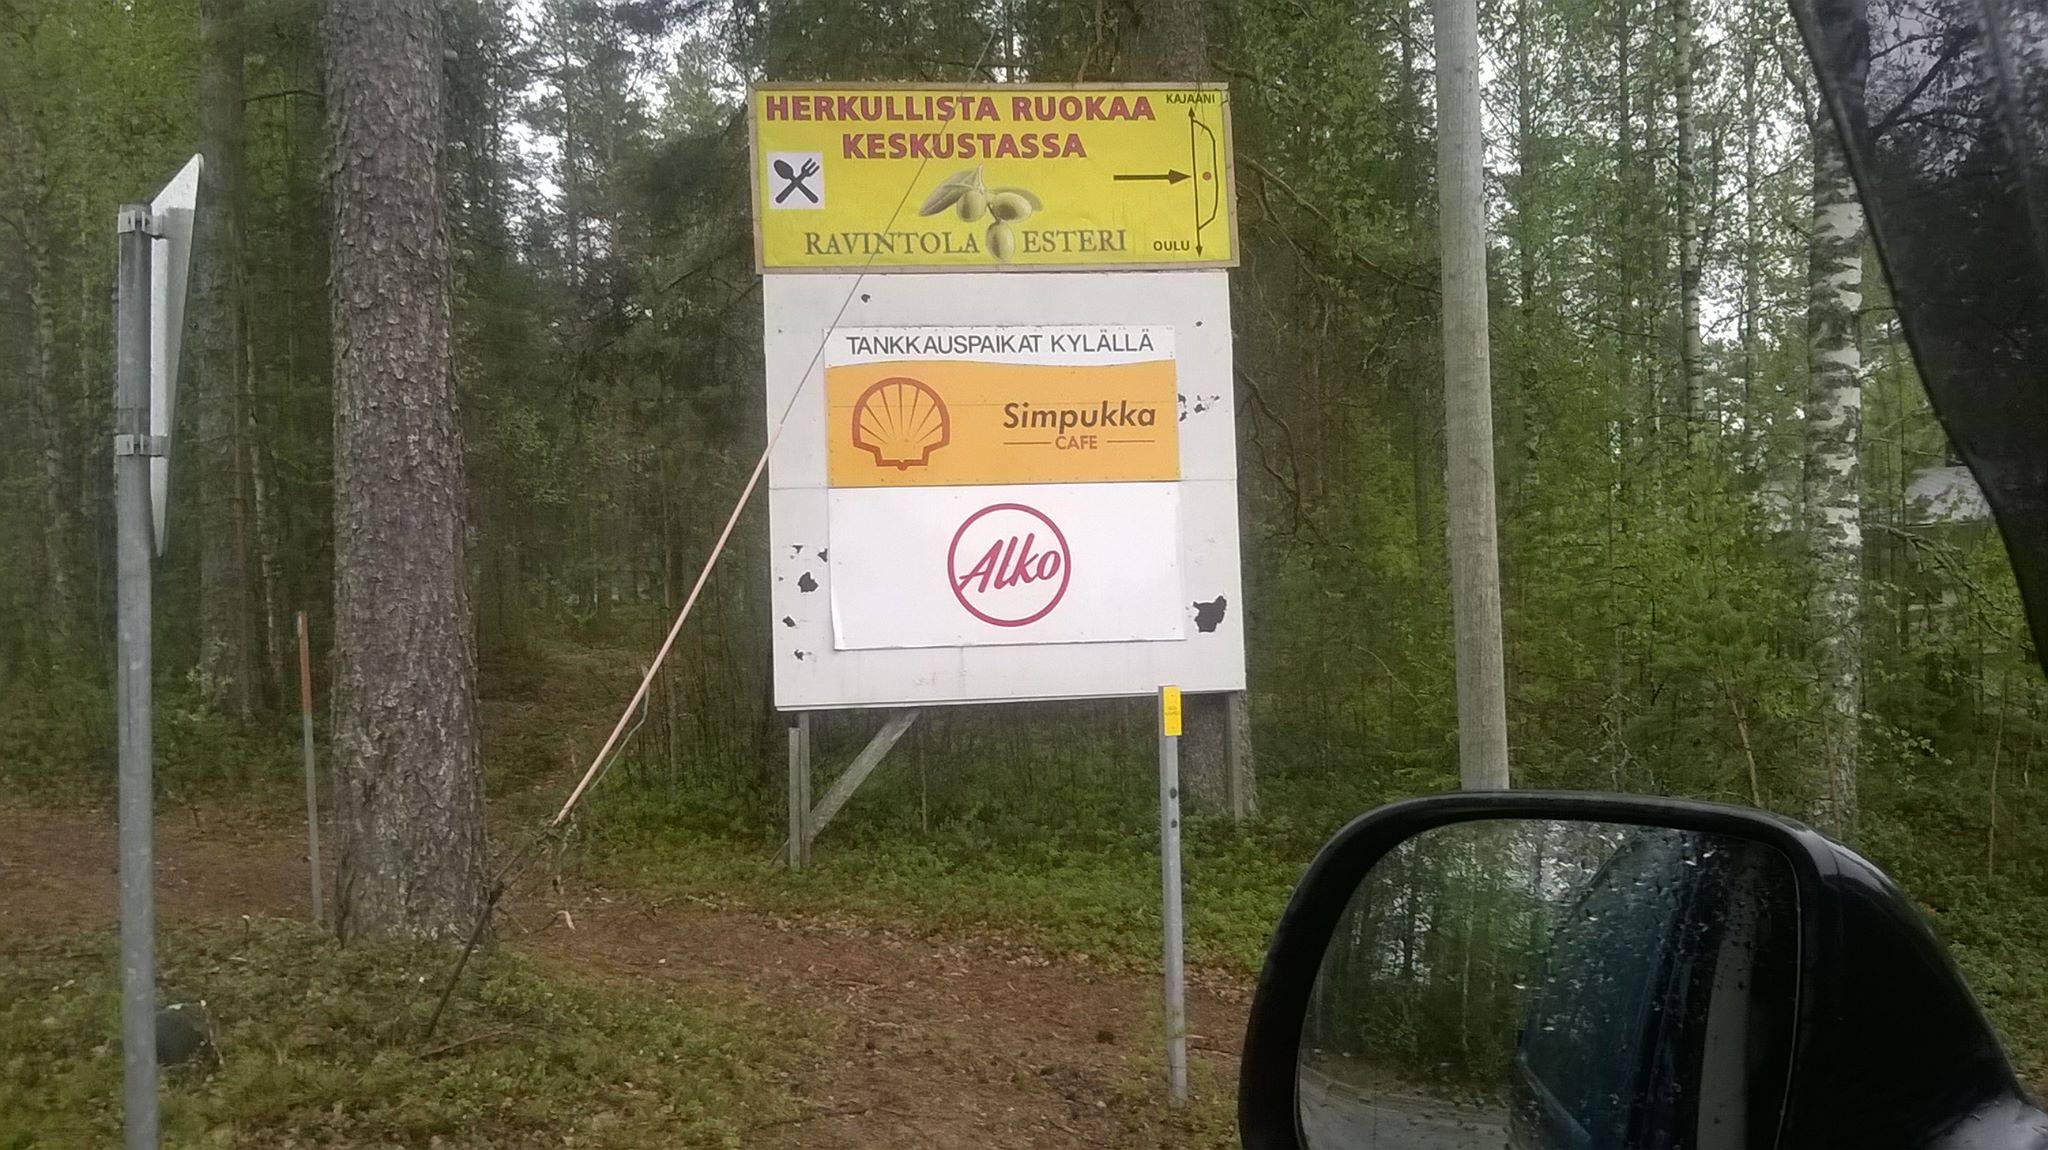 HERKULLISTA RUOKAA
KESKUSTASSA
KAJAANI
OULU
RAVINTOLA ESTERI
TANKKAUSPAIKAT KYLÄLLÄ
Simpukka
CAFE
Alko